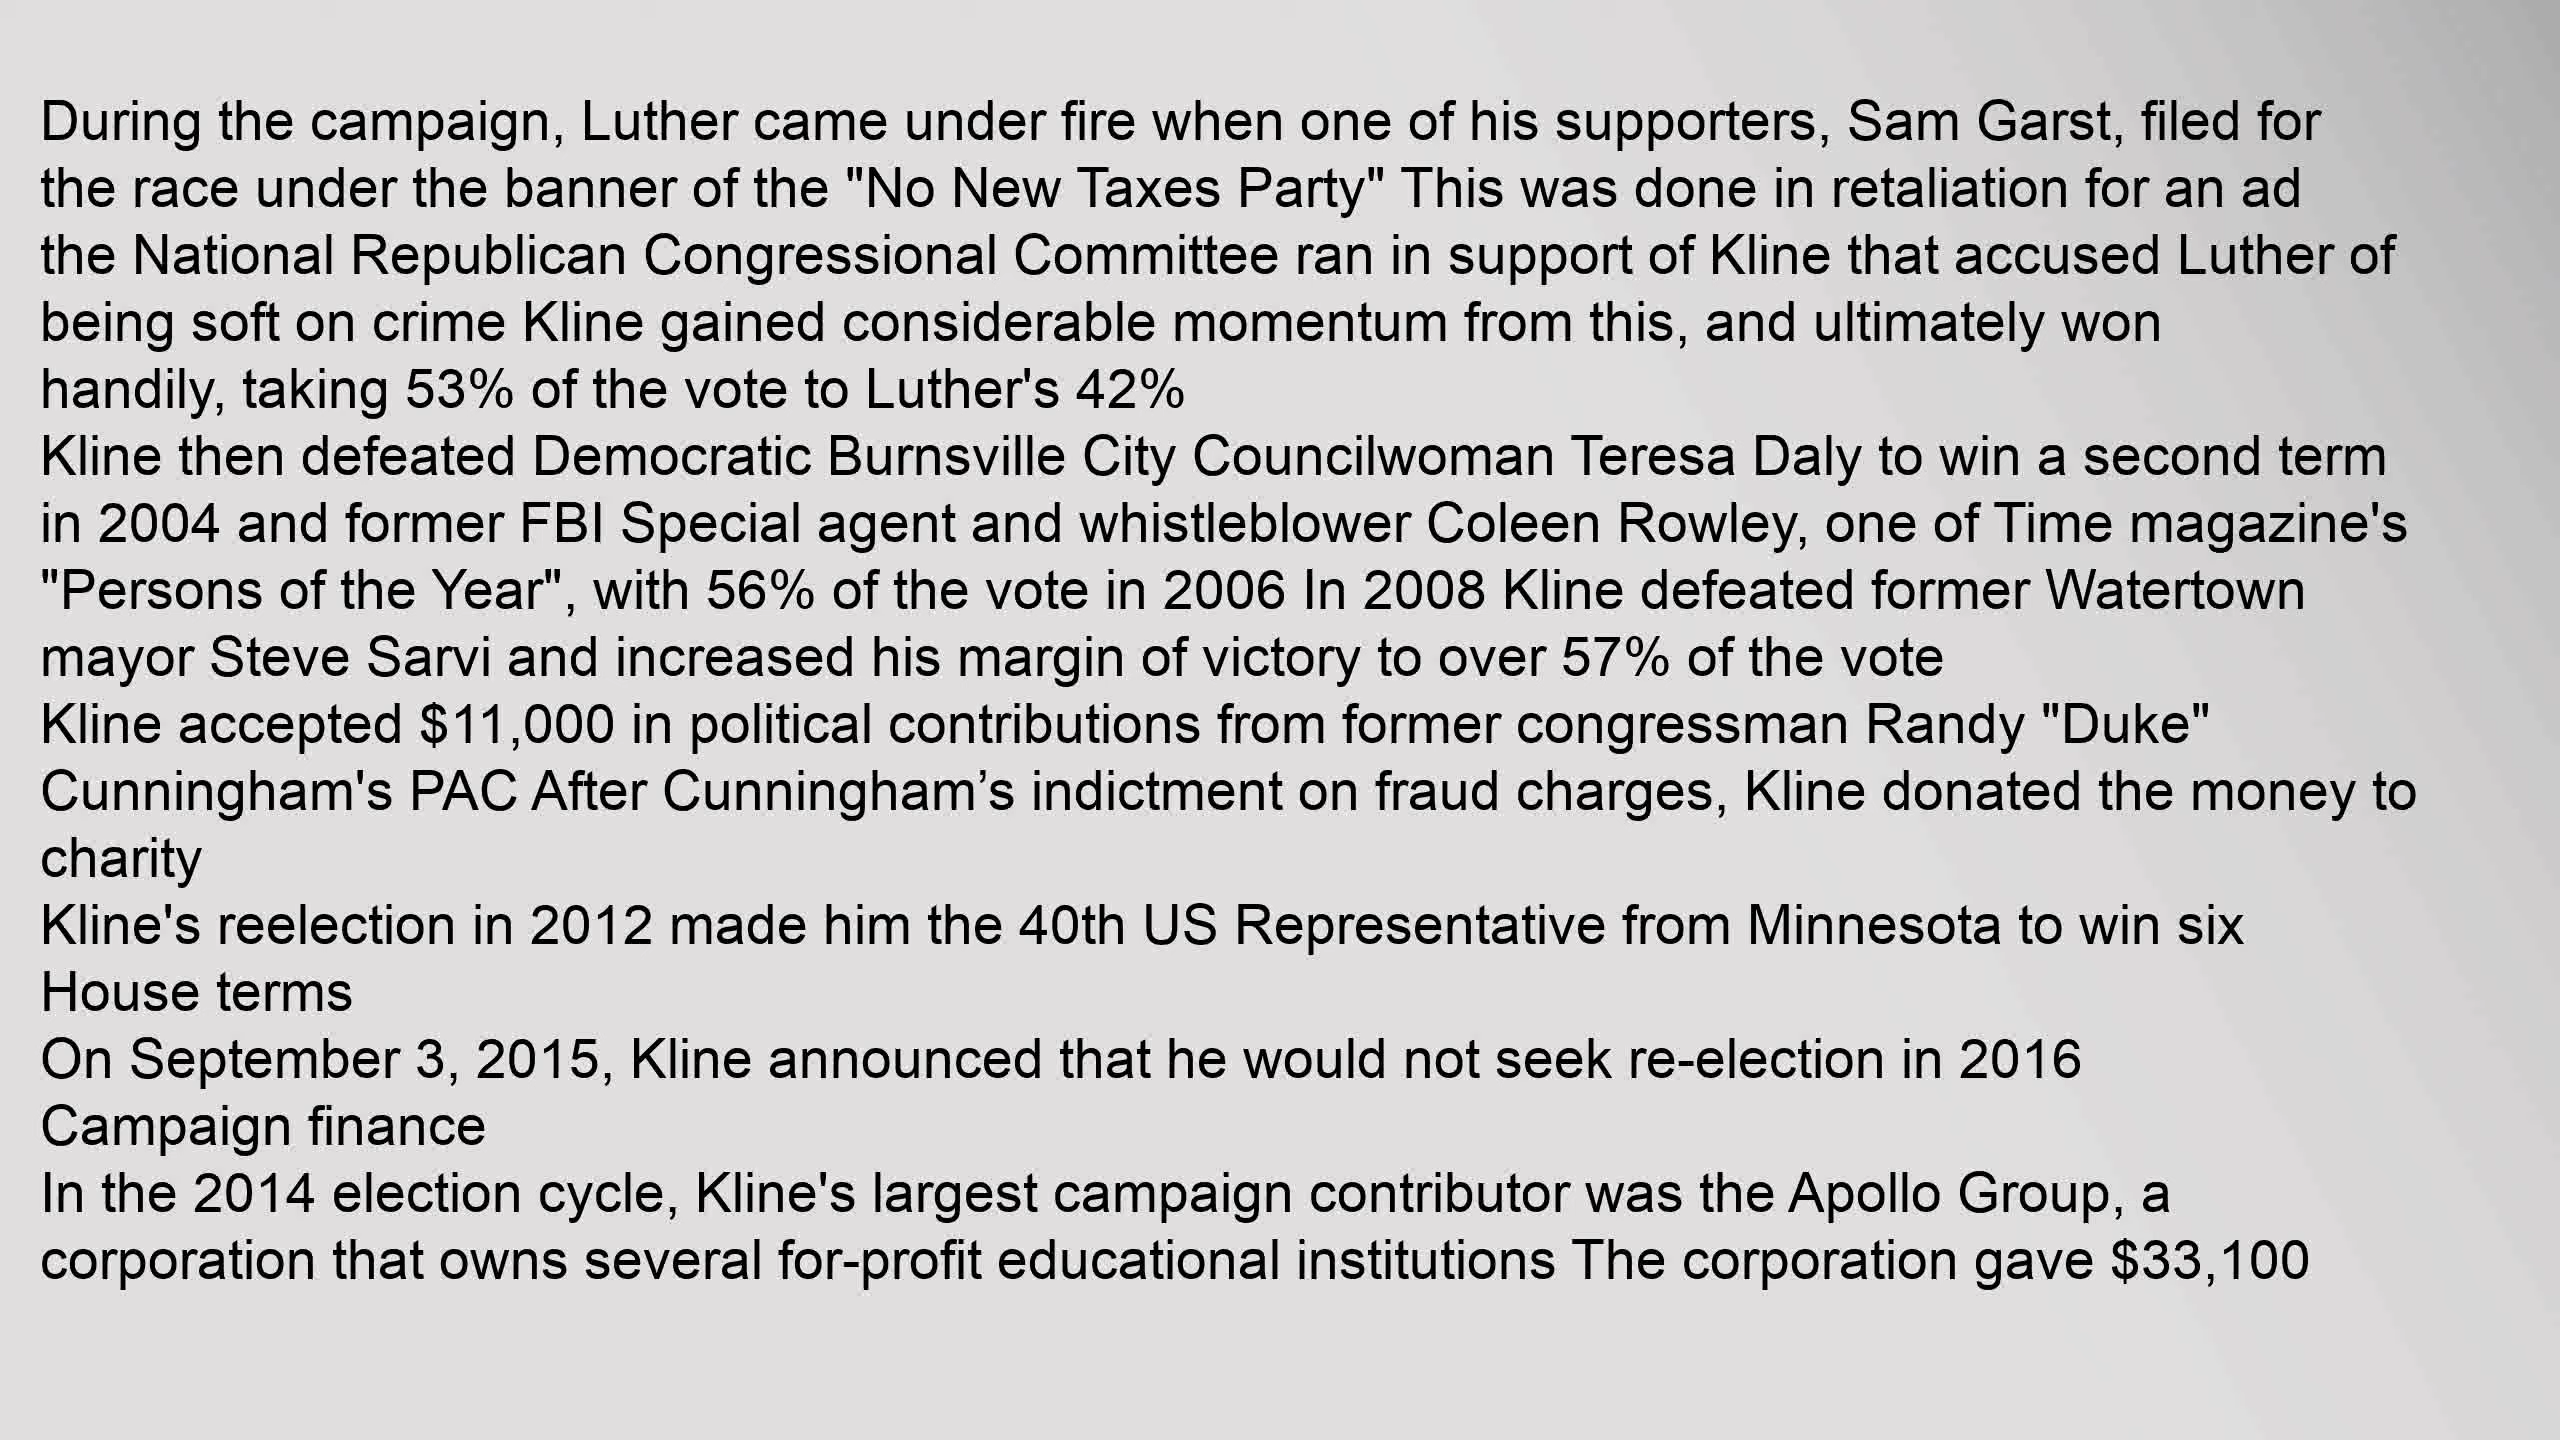 During the campaign, Luther came under fire when one of his supporters, Sam Garst, filed for
the race under the banner of the "No New Taxes Party" This was done in retaliation for an ad
the National Republican Congressional Committee ran in support of Kline that accused Luther of
being soft on crime Kline gained considerable momentum from this, and ultimately won
handily, taking 53% of the vote to Luther's 42%
Kline then defeated Democratic Burnsville City Councilwoman Teresa Daly to win a second term
in 2004 and former FBI Special agent and whistleblower Coleen Rowley, one of Time magazine's
"Persons of the Year", with 56% of the vote in 2006 In 2008 Kline defeated former Watertown
mayor Steve Sarvi and increased his margin of victory to over 57% of the vote
Kline accepted $11,000 in political contributions from former congressman Randy "Duke"
Cunningham's PAC After Cunningham’s indictment on fraud charges, Kline donated the money to
charity
Kline's reelection in 2012 made him the 40th US Representative from Minnesota to win six
House terms
On September 3, 2015, Kline announced that he would not seek re-election in 2016
Campaign finance
In the 2014 election cycle, Kline's largest campaign contributor was the Apollo Group, a
corporation that owns several for-profit educational institutions The corporation gave $33,100